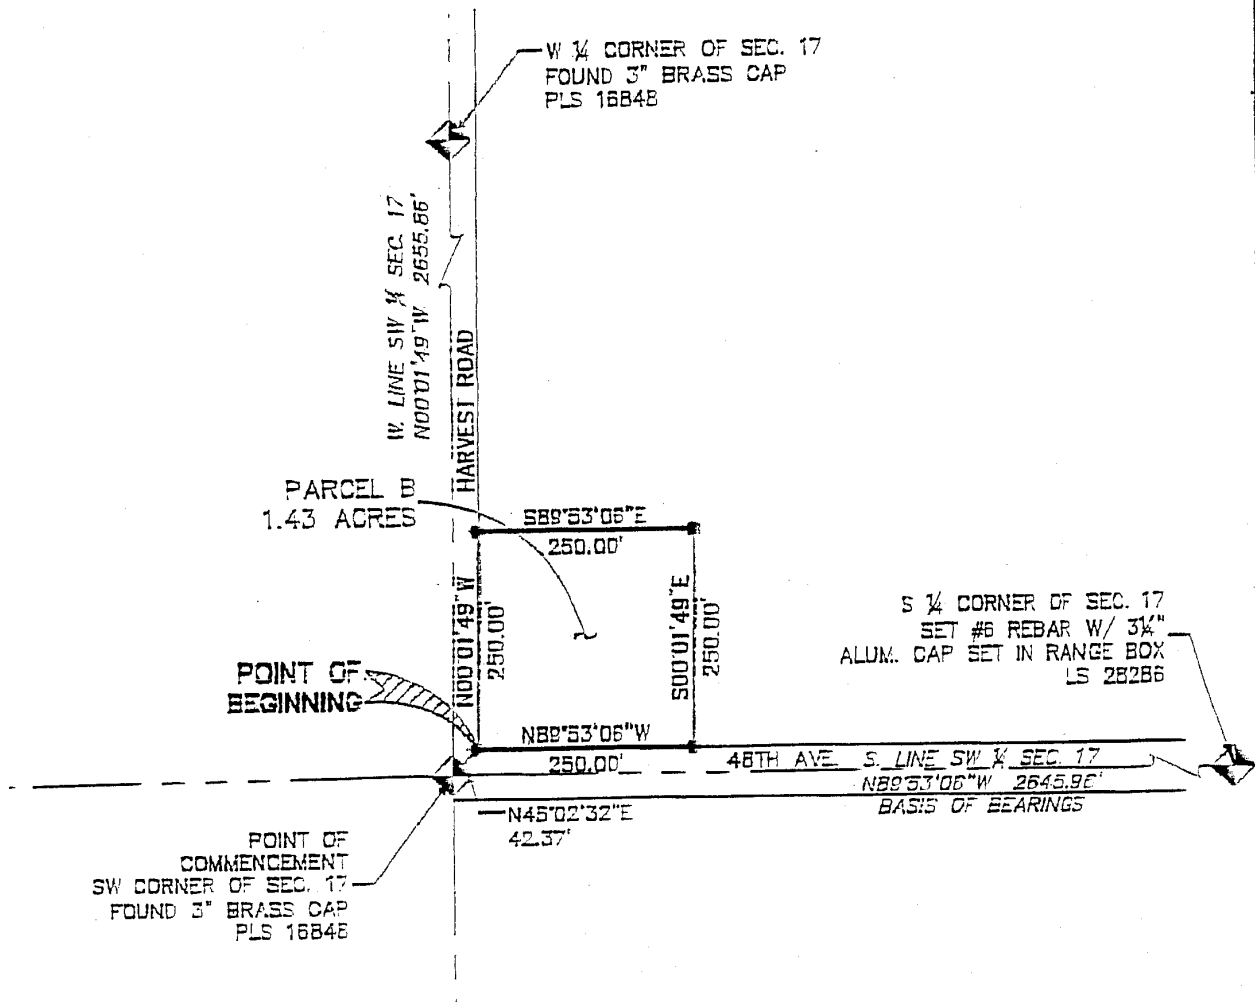 W ¼ CORNER OF SEC. 17
FOUND 3" BRASS CAP
PLS 16848
W. LINE SW ¼ SEC. 17
N00°01'49"W 2655.86'
HARVEST ROAD
PARCEL B
1.43 ACRES
S89°53'06"E
250.00'
N00°01'49"W
250.00'
S00°01'49"E
250.00'
S ¼ CORNER OF SEC. 17
SET #6 REBAR W/ 3¼"
ALUM. CAP SET IN RANGE BOX
LS 28286
POINT OF
BEGINNING
N89°53'06"W
250.00'
48TH AVE. S. LINE SW ¼ SEC. 17
N89°53'06"W 2645.96'
BASIS OF BEARINGS
N45°02'32"E
42.37'
POINT OF
COMMENCEMENT
SW CORNER OF SEC. 17
FOUND 3" BRASS CAP
PLS 16848